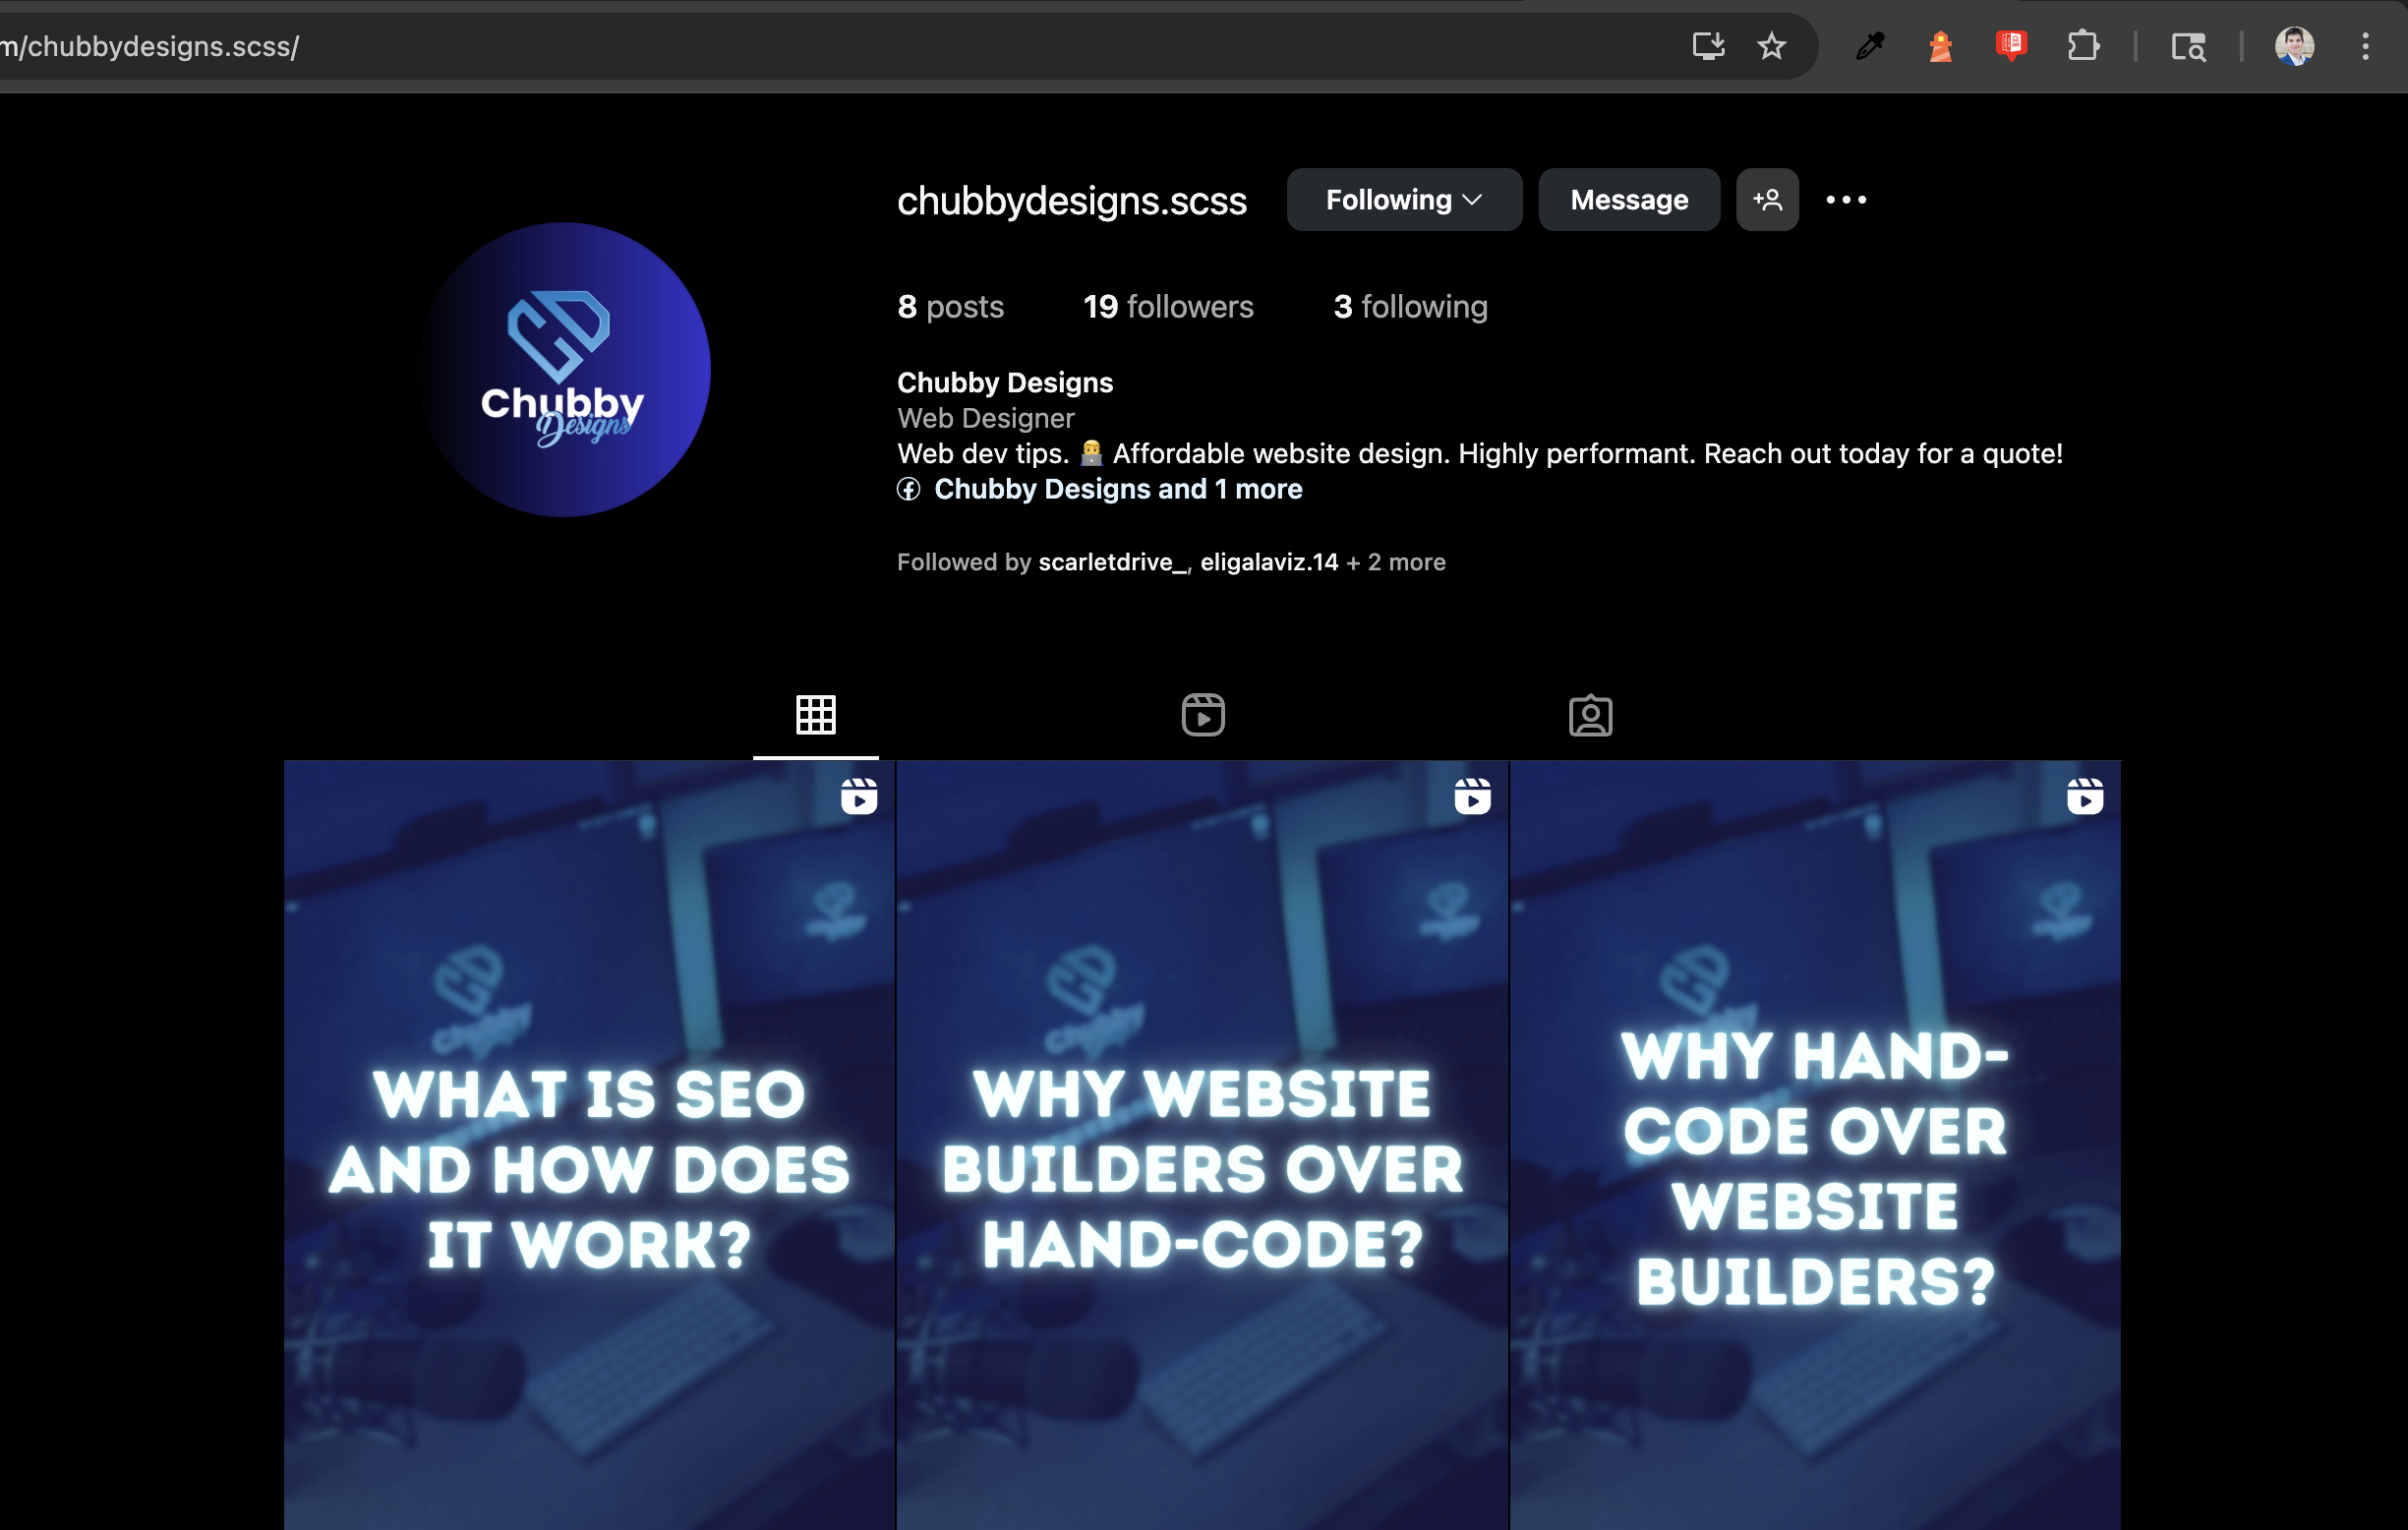 m/chubbydesigns.scss/
chubbydesigns.scss Following Message
8 posts 19 followers 3 following
Chubby
Designs
Chubby Designs
Web Designer
Web dev tips. 👨‍💻 Affordable website design. Highly performant. Reach out today for a quote!
Chubby Designs and 1 more
Followed by scarletdrive_, eligalaviz.14 + 2 more
chubby
WHAT IS SEO
AND HOW DOES
IT WORK?
chubby
WHY WEBSITE
BUILDERS OVER
HAND-CODE?
WHY HAND-
CODE OVER
WEBSITE
BUILDERS?